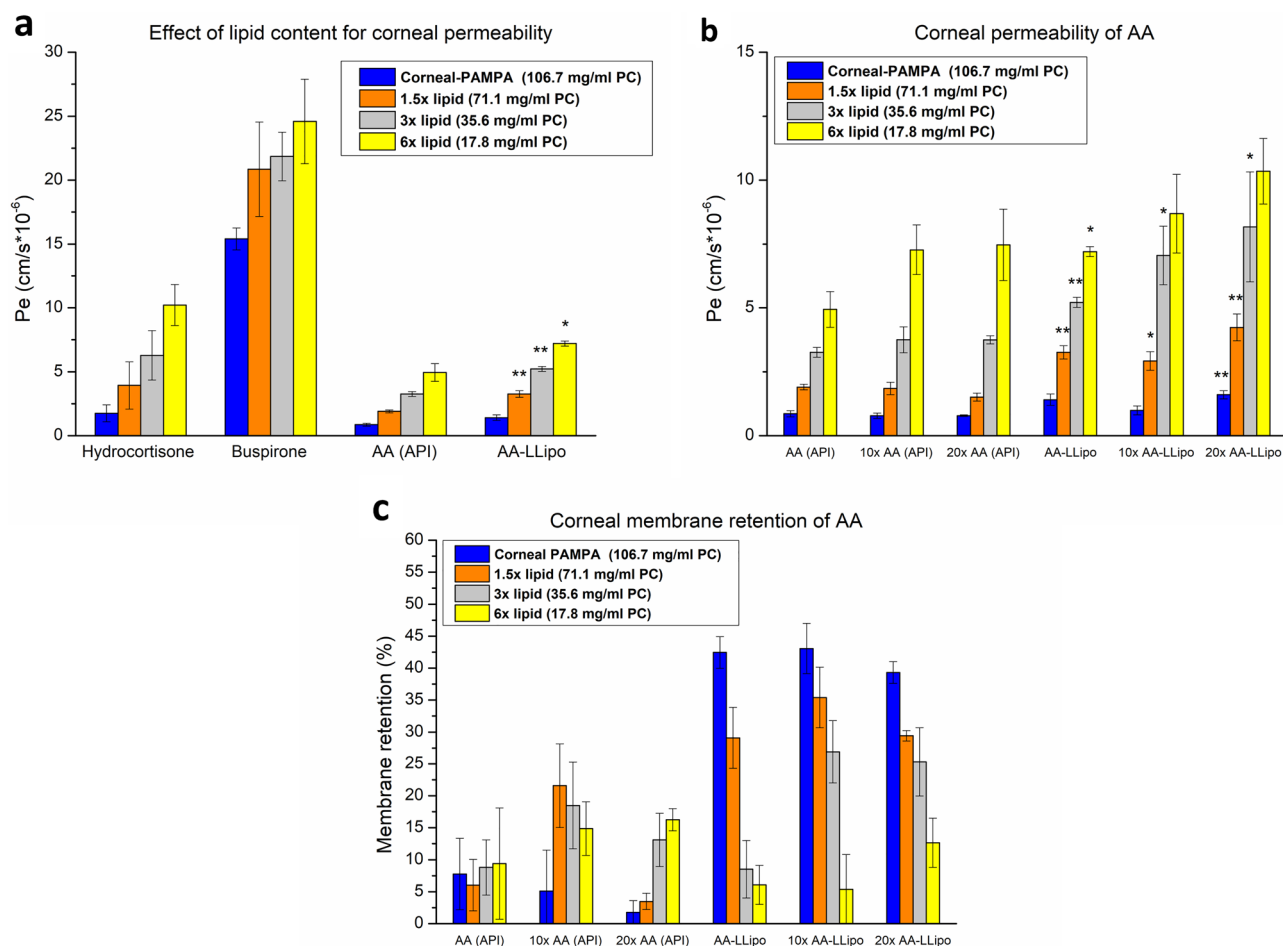 a
Effect of lipid content for corneal permeability
30
25
20
15
10
5
0
Pe (cm/s*10-6)
Corneal-PAMPA (106.7 mg/ml PC)
1.5x lipid (71.1 mg/ml PC)
3x lipid (35.6 mg/ml PC)
6x lipid (17.8 mg/ml PC)
** ** *
Hydrocortisone Buspirone AA (API) AA-LLipo
b
Corneal permeability of AA
15
10
5
0
Pe (cm/s*10-6)
Corneal-PAMPA (106.7 mg/ml PC)
1.5x lipid (71.1 mg/ml PC)
3x lipid (35.6 mg/ml PC)
6x lipid (17.8 mg/ml PC)
** ** * * * ** ** *
AA (API) 10x AA (API) 20x AA (API) AA-LLipo 10x AA-LLipo 20x AA-LLipo
c
Corneal membrane retention of AA
60
55
50
45
40
35
30
25
20
15
10
5
0
Membrane retention (%)
Corneal PAMPA (106.7 mg/ml PC)
1.5x lipid (71.1 mg/ml PC)
3x lipid (35.6 mg/ml PC)
6x lipid (17.8 mg/ml PC)
AA (API) 10x AA (API) 20x AA (API) AA-LLipo 10x AA-LLipo 20x AA-LLipo